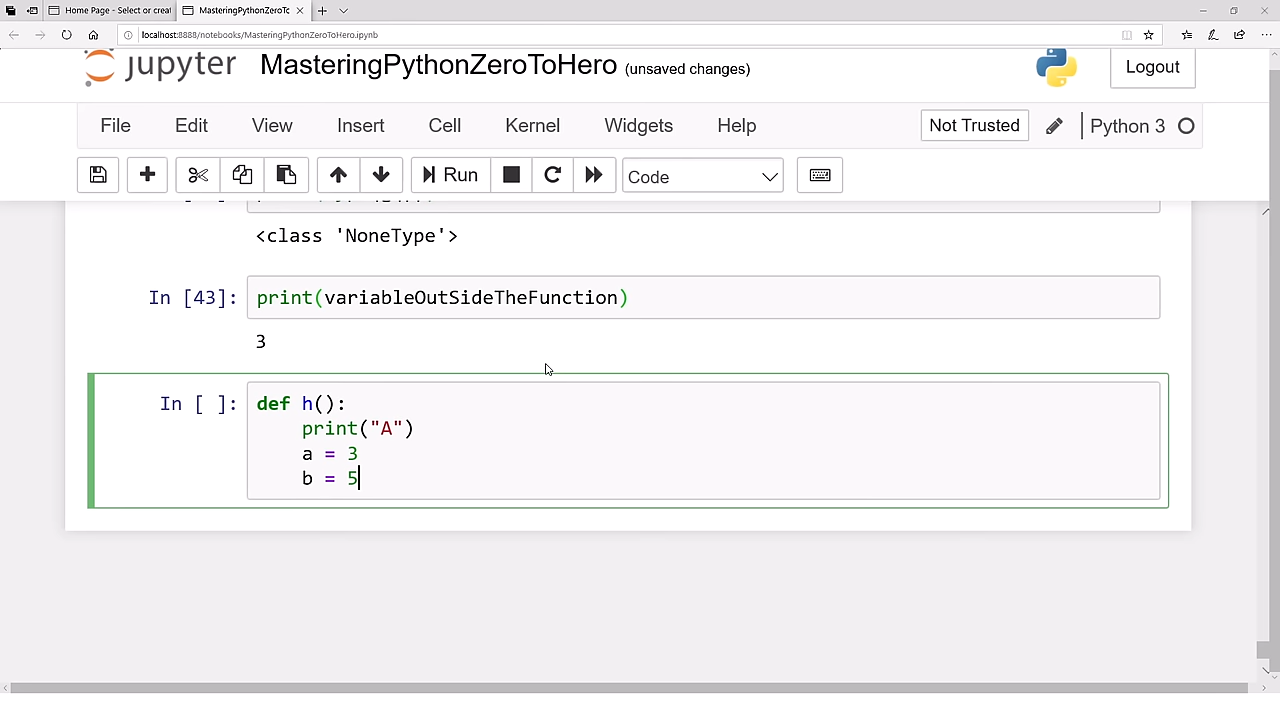 Home Page - Select or creat
MasteringPythonZeroToC
localhost:8888/notebooks/MasteringPythonZeroToHero.ipynb
jupyter MasteringPythonZeroToHero (unsaved changes)
Logout
File Edit View Insert Cell Kernel Widgets Help
Not Trusted
Python 3
Run
Code
<class 'NoneType'>
In [43]: print(variableOutSideTheFunction)
3
In [ ]: def h():
print("A")
a = 3
b = 5